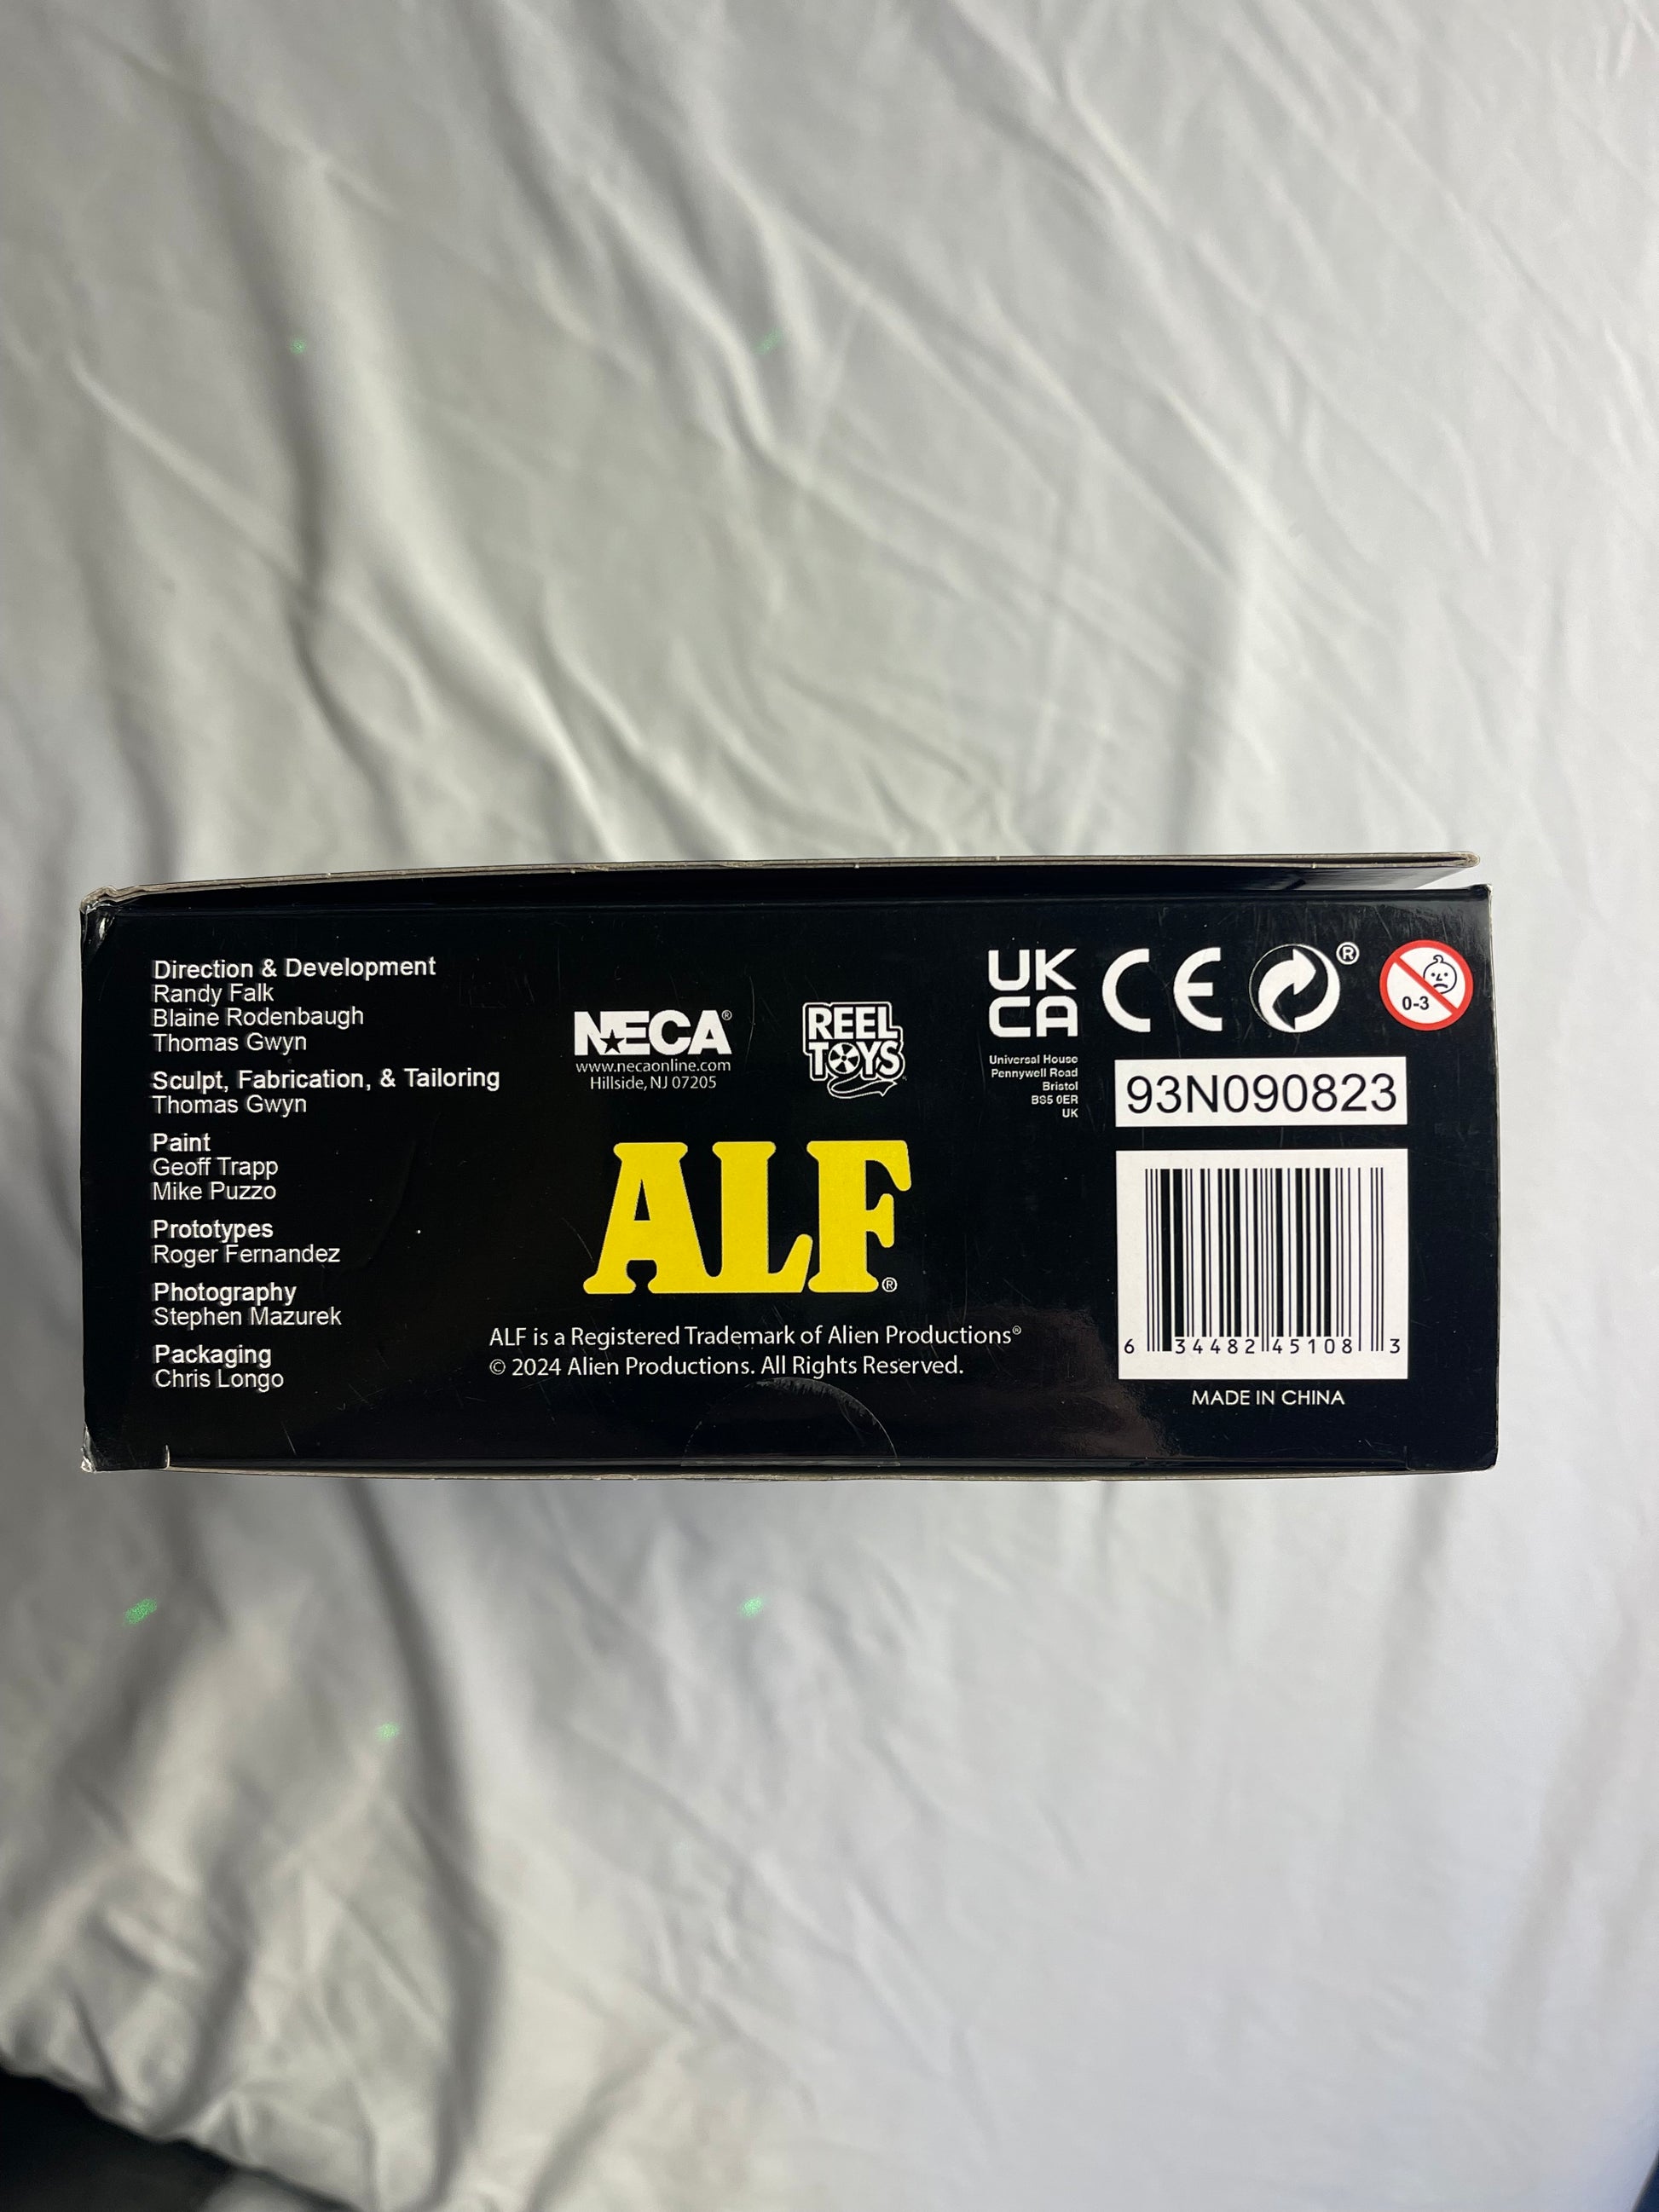 Direction & Development
Randy Falk
Blaine Rodenbaugh
Thomas Gwyn
Sculpt, Fabrication, & Tailoring
Thomas Gwyn
Paint
Geoff Trapp
Mike Puzzo
Prototypes
Roger Fernandez
Photography
Stephen Mazurek
Packaging
Chris Longo
NECA®
www.necaonline.com
Hillside, NJ 07205
REEL
TOYS
ALF®
ALF is a Registered Trademark of Alien Productions®
© 2024 Alien Productions. All Rights Reserved.
UK
CA
CE
®
0-3
Universal House
Pennywell Road
Bristol
BS5 0ER
UK
93N090823
6 34482 45108 3
MADE IN CHINA